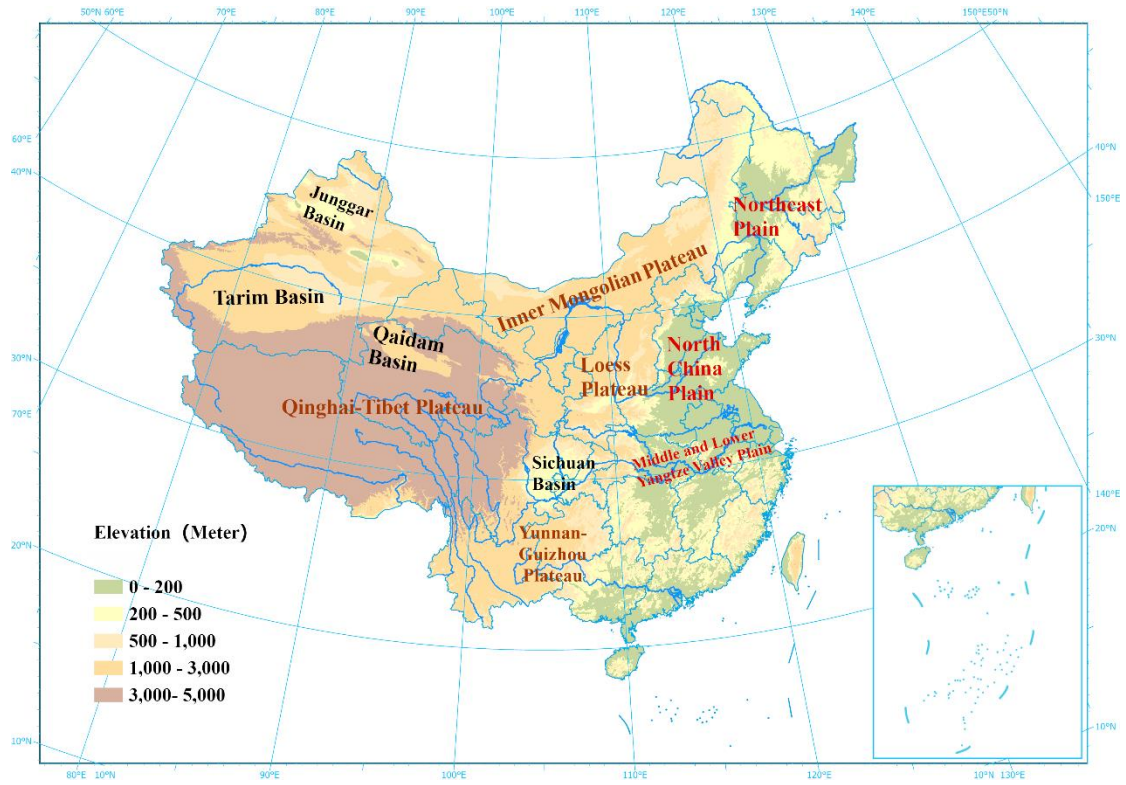 50°N 60°E
70°E
80°E
90°E
100°E
110°E
120°E
130°E
140°E
150°E50°N
60°E
40°N
40°N
150°E
30°N
30°N
70°E
140°E
20°N
20°N
10°N
10°N
80°E 10°N
90°E
100°E
110°E
120°E
10°N 130°E
Junggar
Basin
Northeast
Plain
Tarim Basin
Inner Mongolian Plateau
Qaidam
Basin
Loess
Plateau
North
China
Plain
Qinghai-Tibet Plateau
Sichuan
Basin
Middle and Lower
Yangtze Valley Plain
Yunnan-
Guizhou
Plateau
Elevation（Meter）
0 - 200
200 - 500
500 - 1,000
1,000 - 3,000
3,000- 5,000